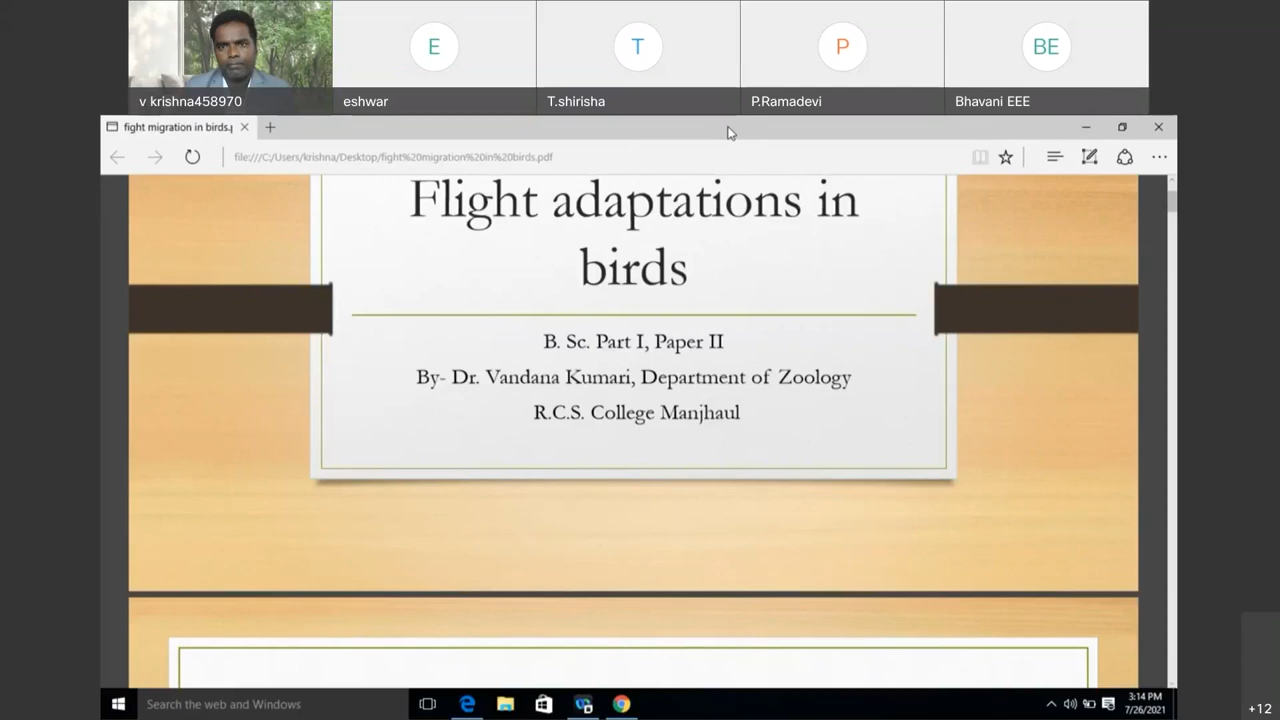 E
T
P
BE
v krishna458970
eshwar
T.shirisha
P.Ramadevi
Bhavani EEE
fight migration in birds.p
file:///C:/Users/krishna/Desktop/fight%20migration%20in%20birds.pdf
Flight adaptations in
birds
B. Sc. Part I, Paper II
By- Dr. Vandana Kumari, Department of Zoology
R.C.S. College Manjhaul
Search the web and Windows
3:14 PM
7/26/2021
+12